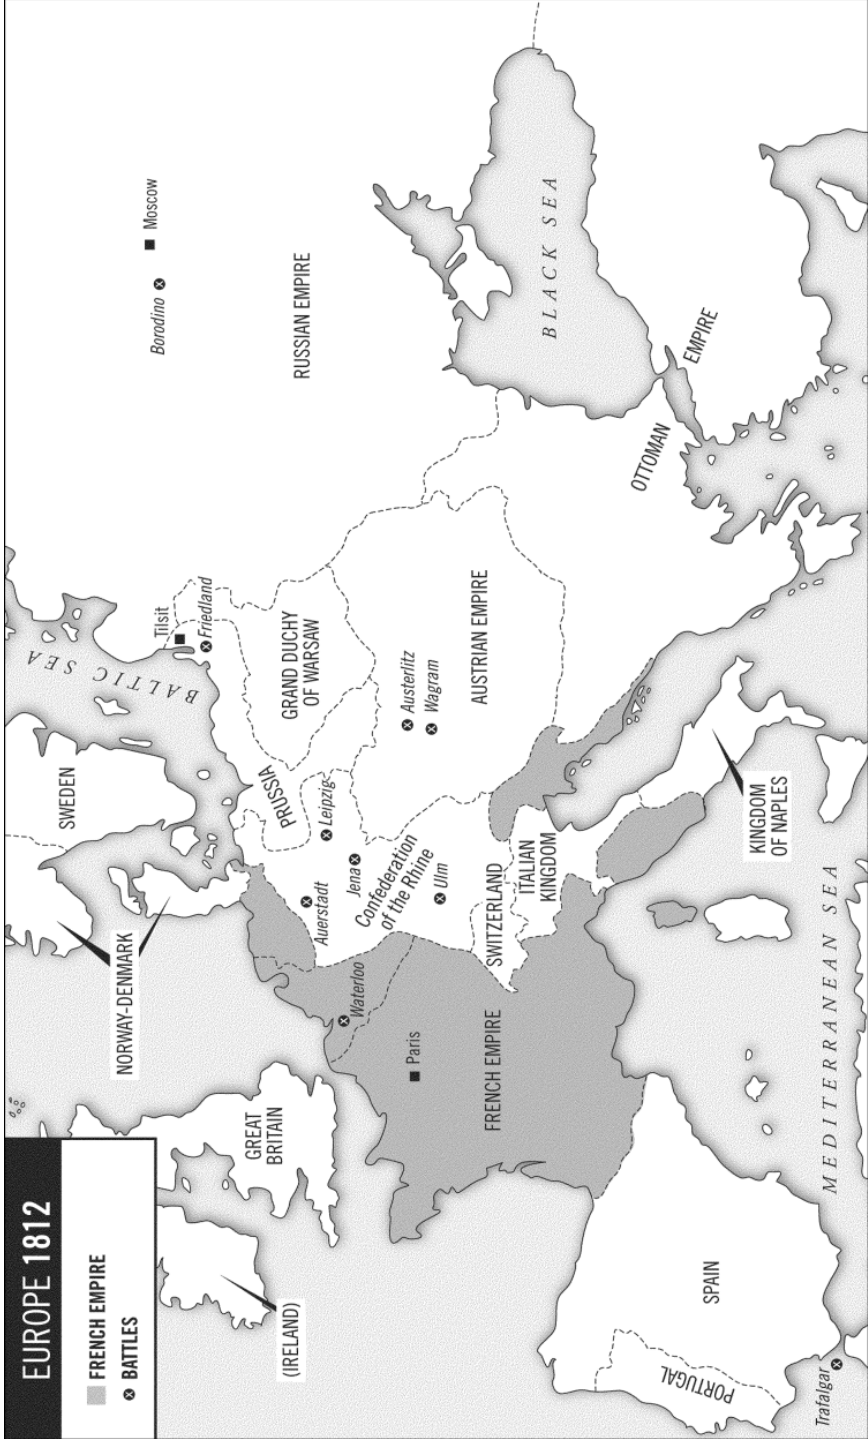 EUROPE 1812
FRENCH EMPIRE
BATTLES
NORWAY-DENMARK
SWEDEN
BALTIC SEA
Borodino
Moscow
Tilsit
Friedland
RUSSIAN EMPIRE
(IRELAND)
GREAT
BRITAIN
PRUSSIA
GRAND DUCHY
OF WARSAW
Waterloo
Auerstadt
Jena
Leipzig
Confederation
of the Rhine
Ulm
Austerlitz
Wagram
Paris
FRENCH EMPIRE
SWITZERLAND
ITALIAN
KINGDOM
AUSTRIAN EMPIRE
BLACK SEA
OTTOMAN
EMPIRE
PORTUGAL
SPAIN
Trafalgar
MEDITERRANEAN SEA
KINGDOM
OF NAPLES